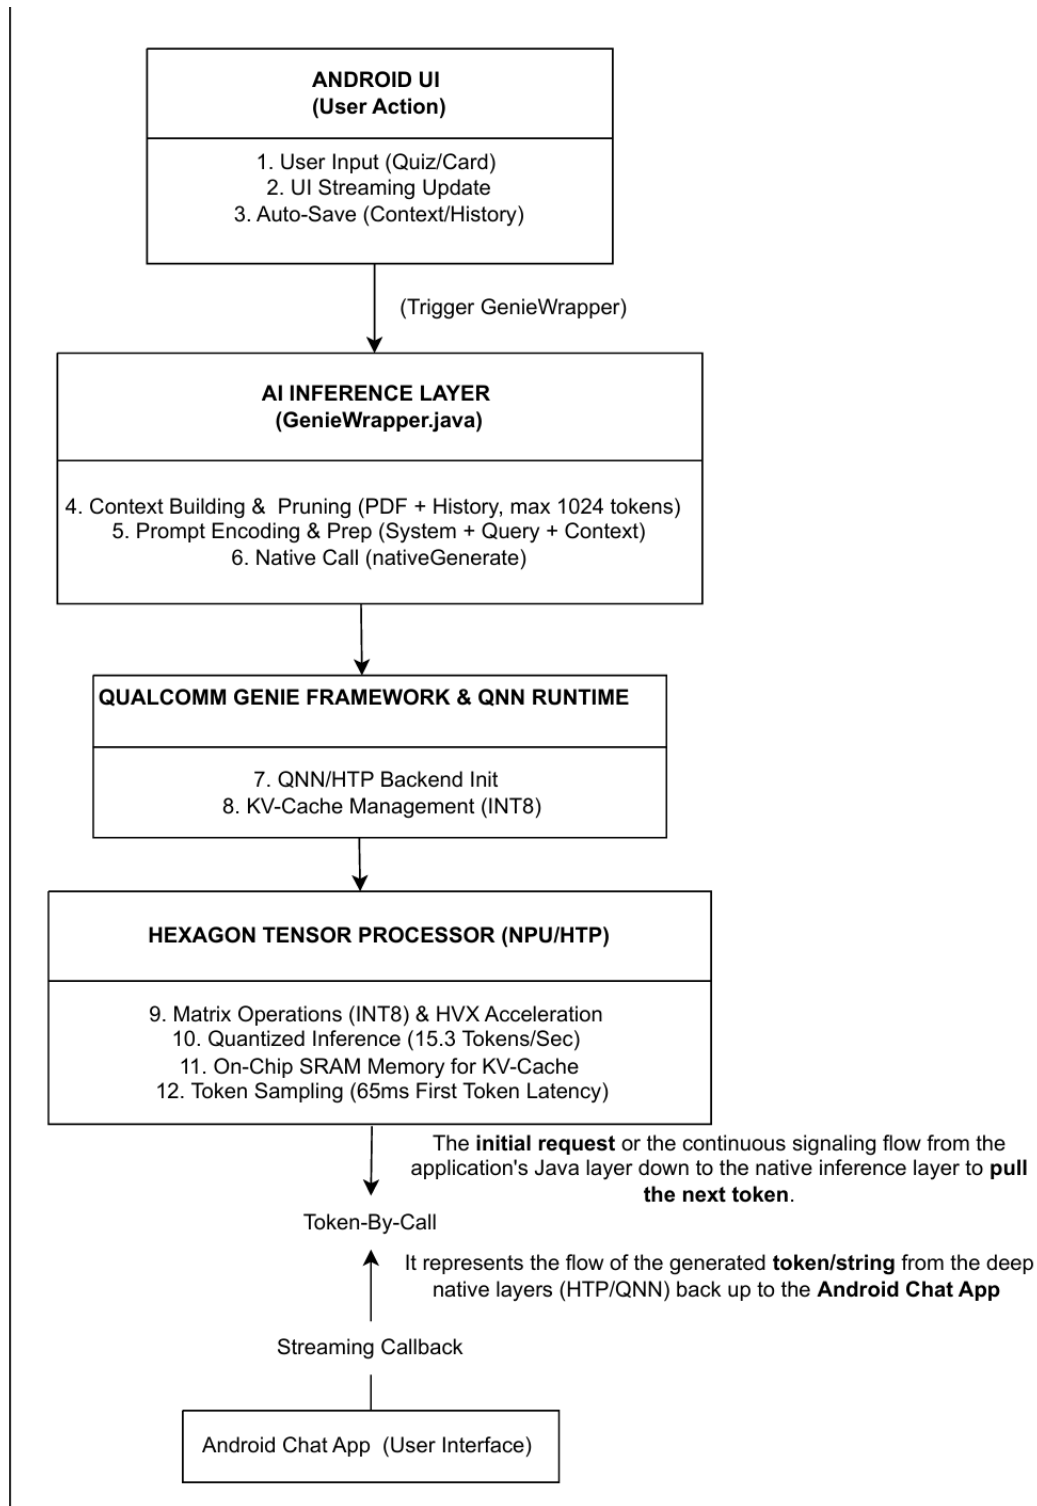 ANDROID UI
(User Action)
1. User Input (Quiz/Card)
2. UI Streaming Update
3. Auto-Save (Context/History)
(Trigger GenieWrapper)
AI INFERENCE LAYER
(GenieWrapper.java)
4. Context Building & Pruning (PDF + History, max 1024 tokens)
5. Prompt Encoding & Prep (System + Query + Context)
6. Native Call (nativeGenerate)
QUALCOMM GENIE FRAMEWORK & QNN RUNTIME
7. QNN/HTP Backend Init
8. KV-Cache Management (INT8)
HEXAGON TENSOR PROCESSOR (NPU/HTP)
9. Matrix Operations (INT8) & HVX Acceleration
10. Quantized Inference (15.3 Tokens/Sec)
11. On-Chip SRAM Memory for KV-Cache
12. Token Sampling (65ms First Token Latency)
The initial request or the continuous signaling flow from the
application's Java layer down to the native inference layer to pull
the next token.
Token-By-Call
It represents the flow of the generated token/string from the deep
native layers (HTP/QNN) back up to the Android Chat App
Streaming Callback
Android Chat App (User Interface)